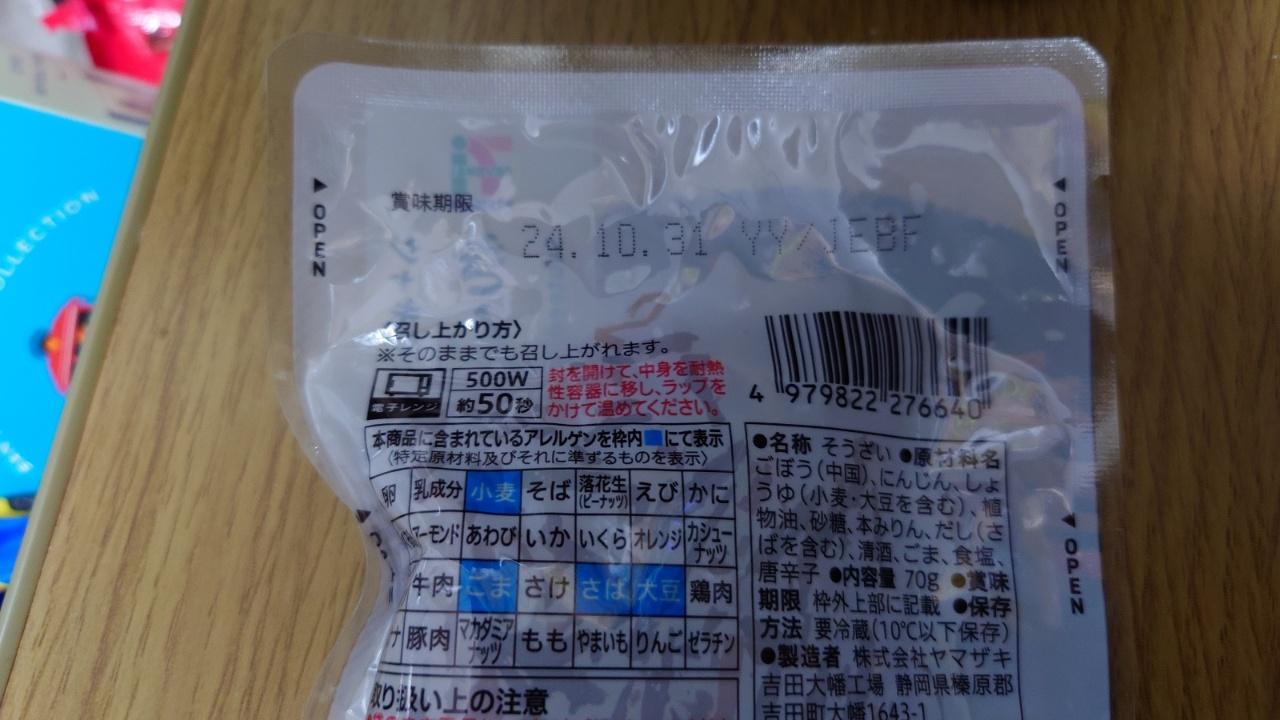 OLLECTION
OPEN
OPEN
賞味期限
24.10.31 YY/JEBF
〈召し上がり方〉
※そのままでも召し上がれます。
電子レンジ
500W
約50秒
封を開けて、中身を耐熱
性容器に移し、ラップを
かけて温めてください。
4 979822 276640
本商品に含まれているアレルゲンを枠内■にて表示
(特定原材料及びそれに準ずるものを表示)
卵 乳成分 小麦 そば 落花生(ピーナッツ) えび かに
アーモンド あわび いか いくら オレンジ カシューナッツ
牛肉 ごま さけ さば 大豆 鶏肉
ナ 豚肉 マカダミアナッツ もも やまいも りんご ゼラチン
取り扱い上の注意
●名称 そうざい ●原材料名
ごぼう(中国)、にんじん、しょ
うゆ(小麦・大豆を含む)、植
物油、砂糖、本みりん、だし(さ
ばを含む)、清酒、ごま、食塩、
唐辛子 ●内容量 70g ●賞味
期限 枠外上部に記載 ●保存
方法 要冷蔵(10℃以下保存)
●製造者 株式会社ヤマザキ
吉田大幡工場 静岡県榛原郡
吉田町大幡1643-1
OPEN